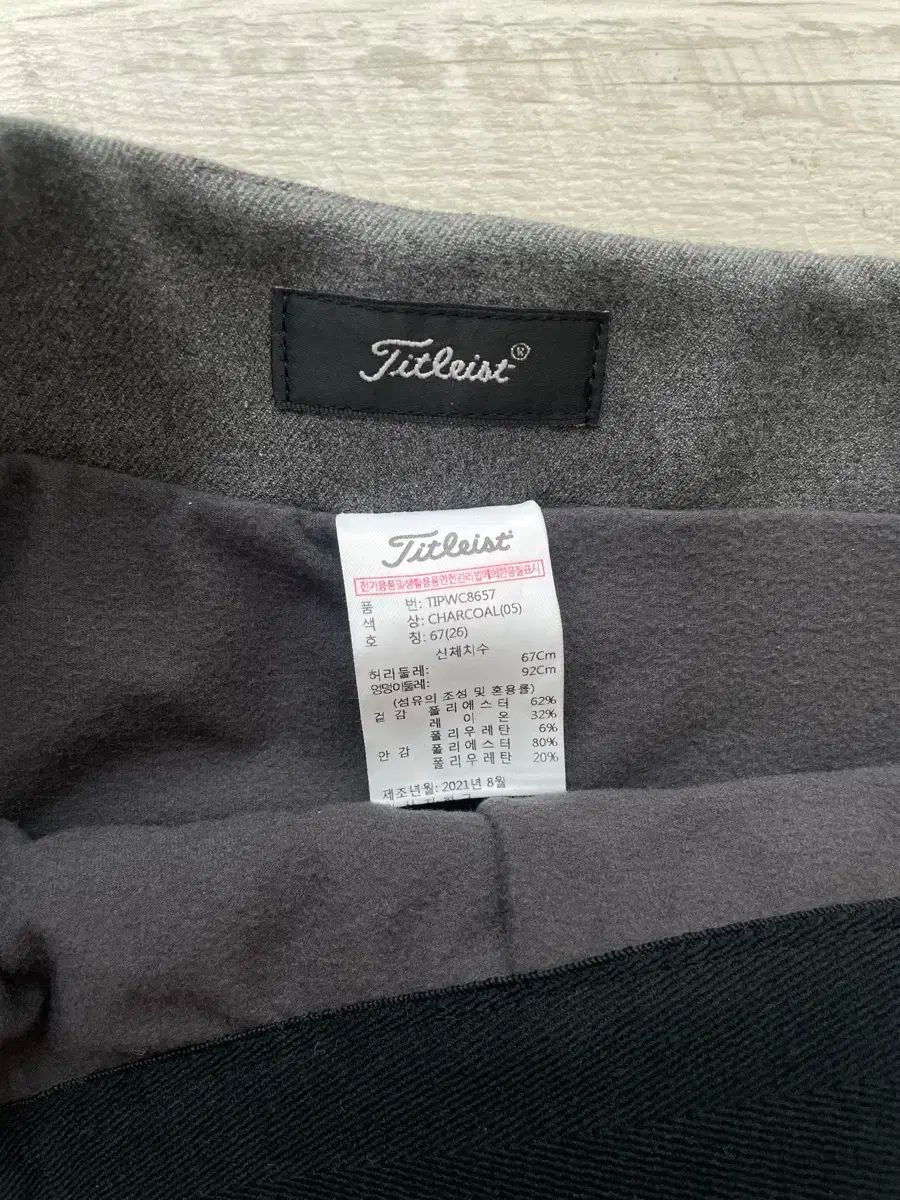 Titleist®
Titleist
전기용품및생활용품안전관리법에의한품질표시
품 번: TIPWC8657
색 상: CHARCOAL(05)
호 칭: 67(26)
신체치수
허리둘레: 67Cm
엉덩이둘레: 92Cm
(섬유의 조성 및 혼용률)
겉 감 폴리에스터 62%
레 이 온 32%
폴리우레탄 6%
안 감 폴리에스터 80%
폴리우레탄 20%
제조년월: 2021년 8월